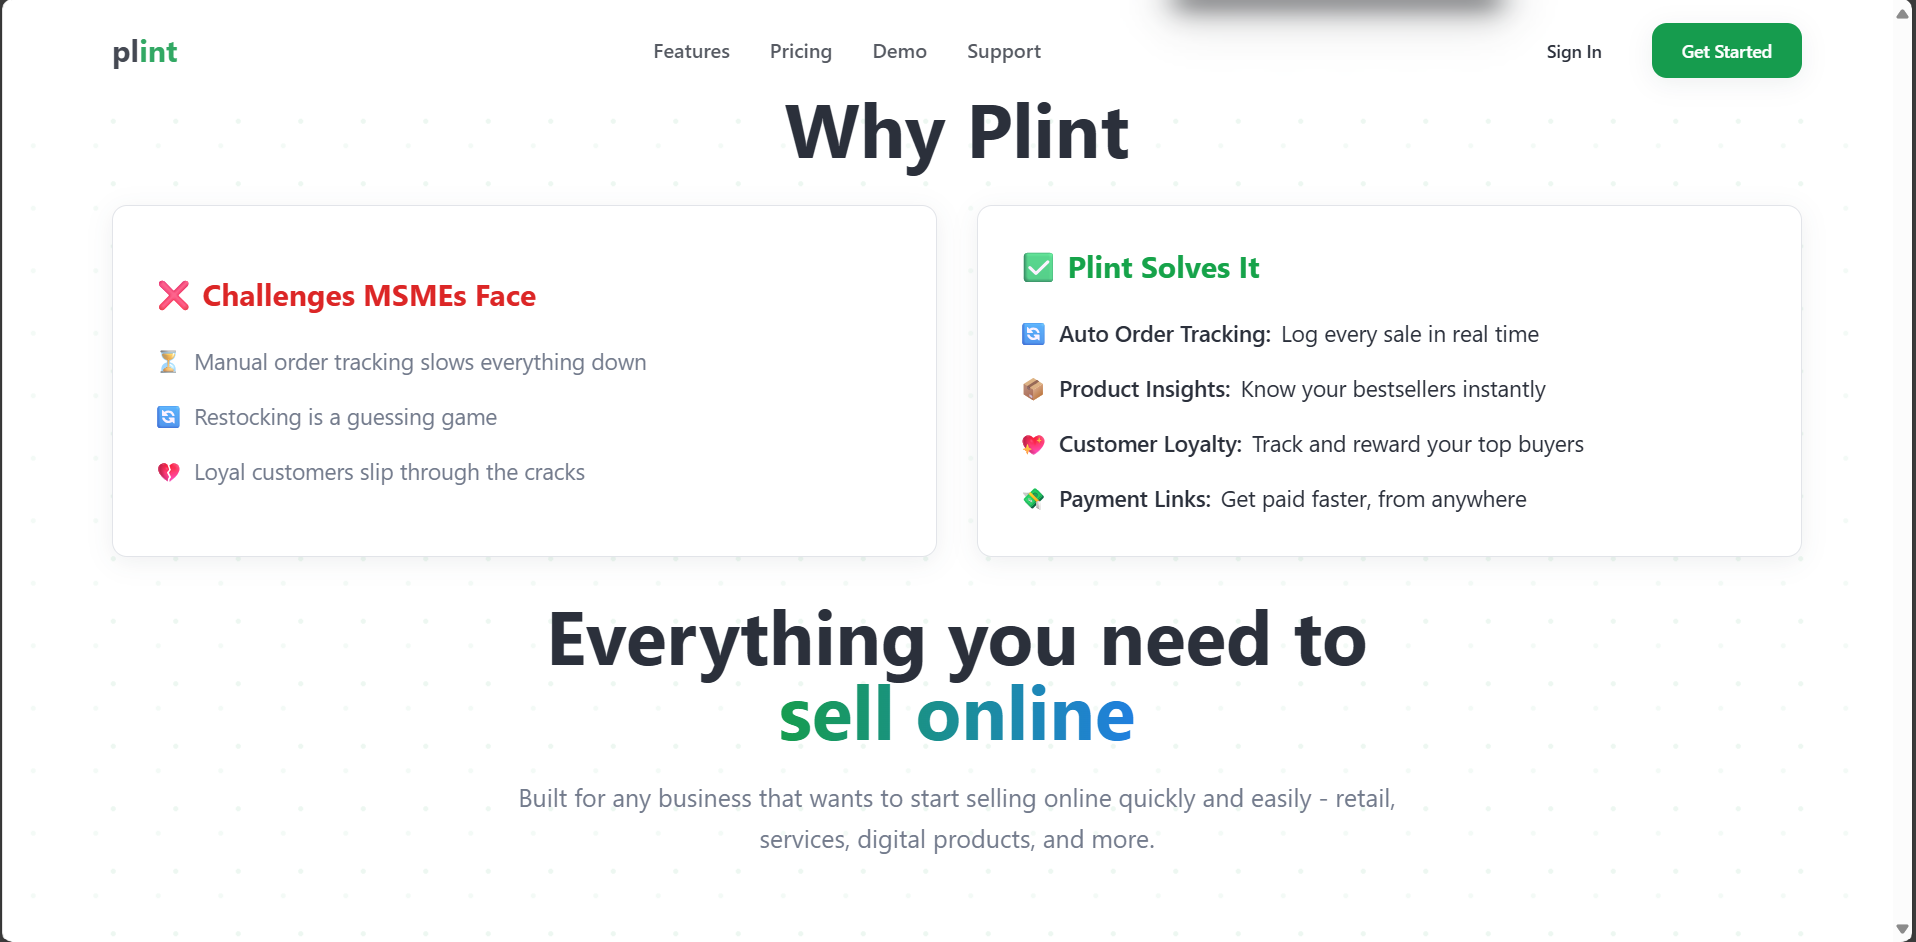 plint
Features
Pricing
Demo
Support
Sign In
Get Started
Why Plint
Challenges MSMEs Face
Manual order tracking slows everything down
Restocking is a guessing game
Loyal customers slip through the cracks
Plint Solves It
Auto Order Tracking: Log every sale in real time
Product Insights: Know your bestsellers instantly
Customer Loyalty: Track and reward your top buyers
Payment Links: Get paid faster, from anywhere
Everything you need to
sell online
Built for any business that wants to start selling online quickly and easily - retail,
services, digital products, and more.